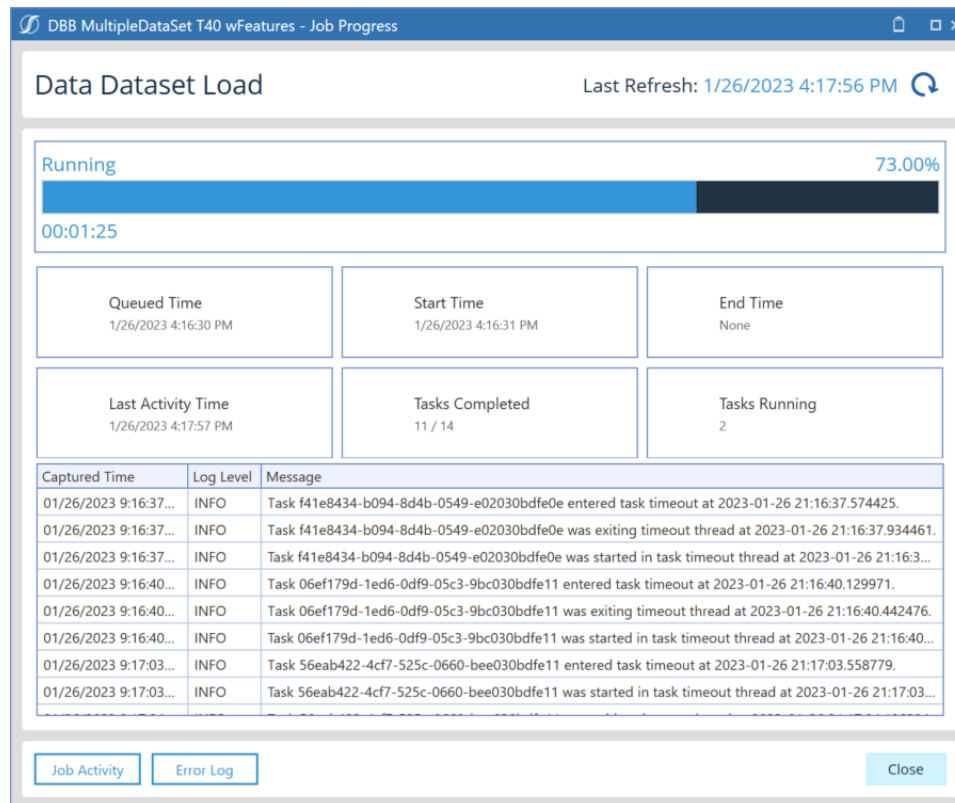 DBB MultipleDataSet T40 wFeatures - Job Progress
Data Dataset Load
Last Refresh: 1/26/2023 4:17:56 PM
Running
73.00%
00:01:25
Queued Time
1/26/2023 4:16:30 PM
Start Time
1/26/2023 4:16:31 PM
End Time
None
Last Activity Time
1/26/2023 4:17:57 PM
Tasks Completed
11 / 14
Tasks Running
2
Captured Time Log Level Message
01/26/2023 9:16:37... INFO Task f41e8434-b094-8d4b-0549-e02030bdfe0e entered task timeout at 2023-01-26 21:16:37.574425.
01/26/2023 9:16:37... INFO Task f41e8434-b094-8d4b-0549-e02030bdfe0e was exiting timeout thread at 2023-01-26 21:16:37.934461.
01/26/2023 9:16:37... INFO Task f41e8434-b094-8d4b-0549-e02030bdfe0e was started in task timeout thread at 2023-01-26 21:16:3...
01/26/2023 9:16:40... INFO Task 06ef179d-1ed6-0df9-05c3-9bc030bdfe11 entered task timeout at 2023-01-26 21:16:40.129971.
01/26/2023 9:16:40... INFO Task 06ef179d-1ed6-0df9-05c3-9bc030bdfe11 was exiting timeout thread at 2023-01-26 21:16:40.442476.
01/26/2023 9:16:40... INFO Task 06ef179d-1ed6-0df9-05c3-9bc030bdfe11 was started in task timeout thread at 2023-01-26 21:16:40...
01/26/2023 9:17:03... INFO Task 56eab422-4cf7-525c-0660-bee030bdfe11 entered task timeout at 2023-01-26 21:17:03.558779.
01/26/2023 9:17:03... INFO Task 56eab422-4cf7-525c-0660-bee030bdfe11 was started in task timeout thread at 2023-01-26 21:17:03...
Job Activity
Error Log
Close